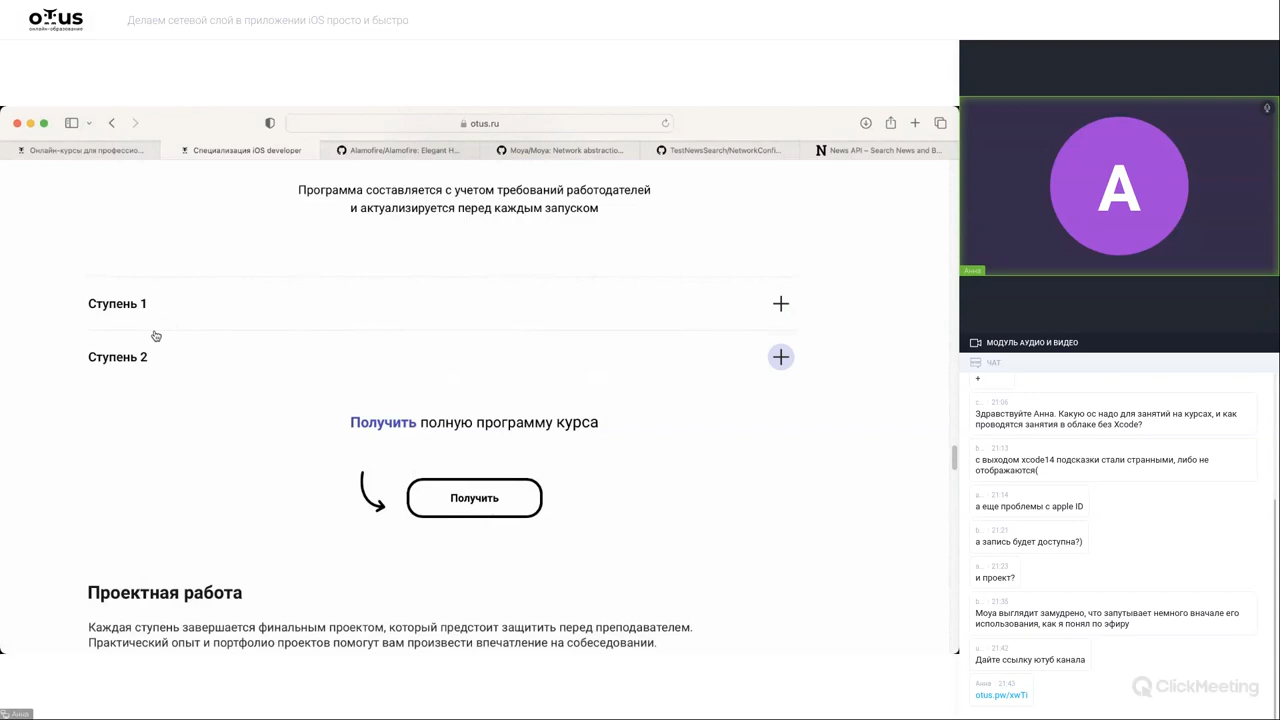 отus
онлайн-образование
Делаем сетевой слой в приложении iOS просто и быстро
otus.ru
Онлайн-курсы для профессио...
Специализация iOS developer
Alamofire/Alamofire: Elegant H...
Moya/Moya: Network abstractio...
TestNewsSearch/NetworkConfi...
News API – Search News and B...
Программа составляется с учетом требований работодателей
и актуализируется перед каждым запуском
Ступень 1
Ступень 2
Получить полную программу курса
Получить
Проектная работа
Каждая ступень завершается финальным проектом, который предстоит защитить перед преподавателем.
Практический опыт и портфолио проектов помогут вам произвести впечатление на собеседовании.
Анна
A
Анна
МОДУЛЬ АУДИО И ВИДЕО
ЧАТ
+
с... 21:06
Здравствуйте Анна. Какую ос надо для занятий на курсах, и как
проводятся занятия в облаке без Xcode?
b... 21:13
с выходом xcode14 подсказки стали странными, либо не
отображаются(
a... 21:14
а еще проблемы с apple ID
b... 21:21
а запись будет доступна?)
21:23
и проект?
b... 21:35
Moya выглядит замудрено, что запутывает немного вначале его
использования, как я понял по эфиру
21:42
Дайте ссылку ютуб канала
Анна 21:43
otus.pw/xwTi
ClickMeeting